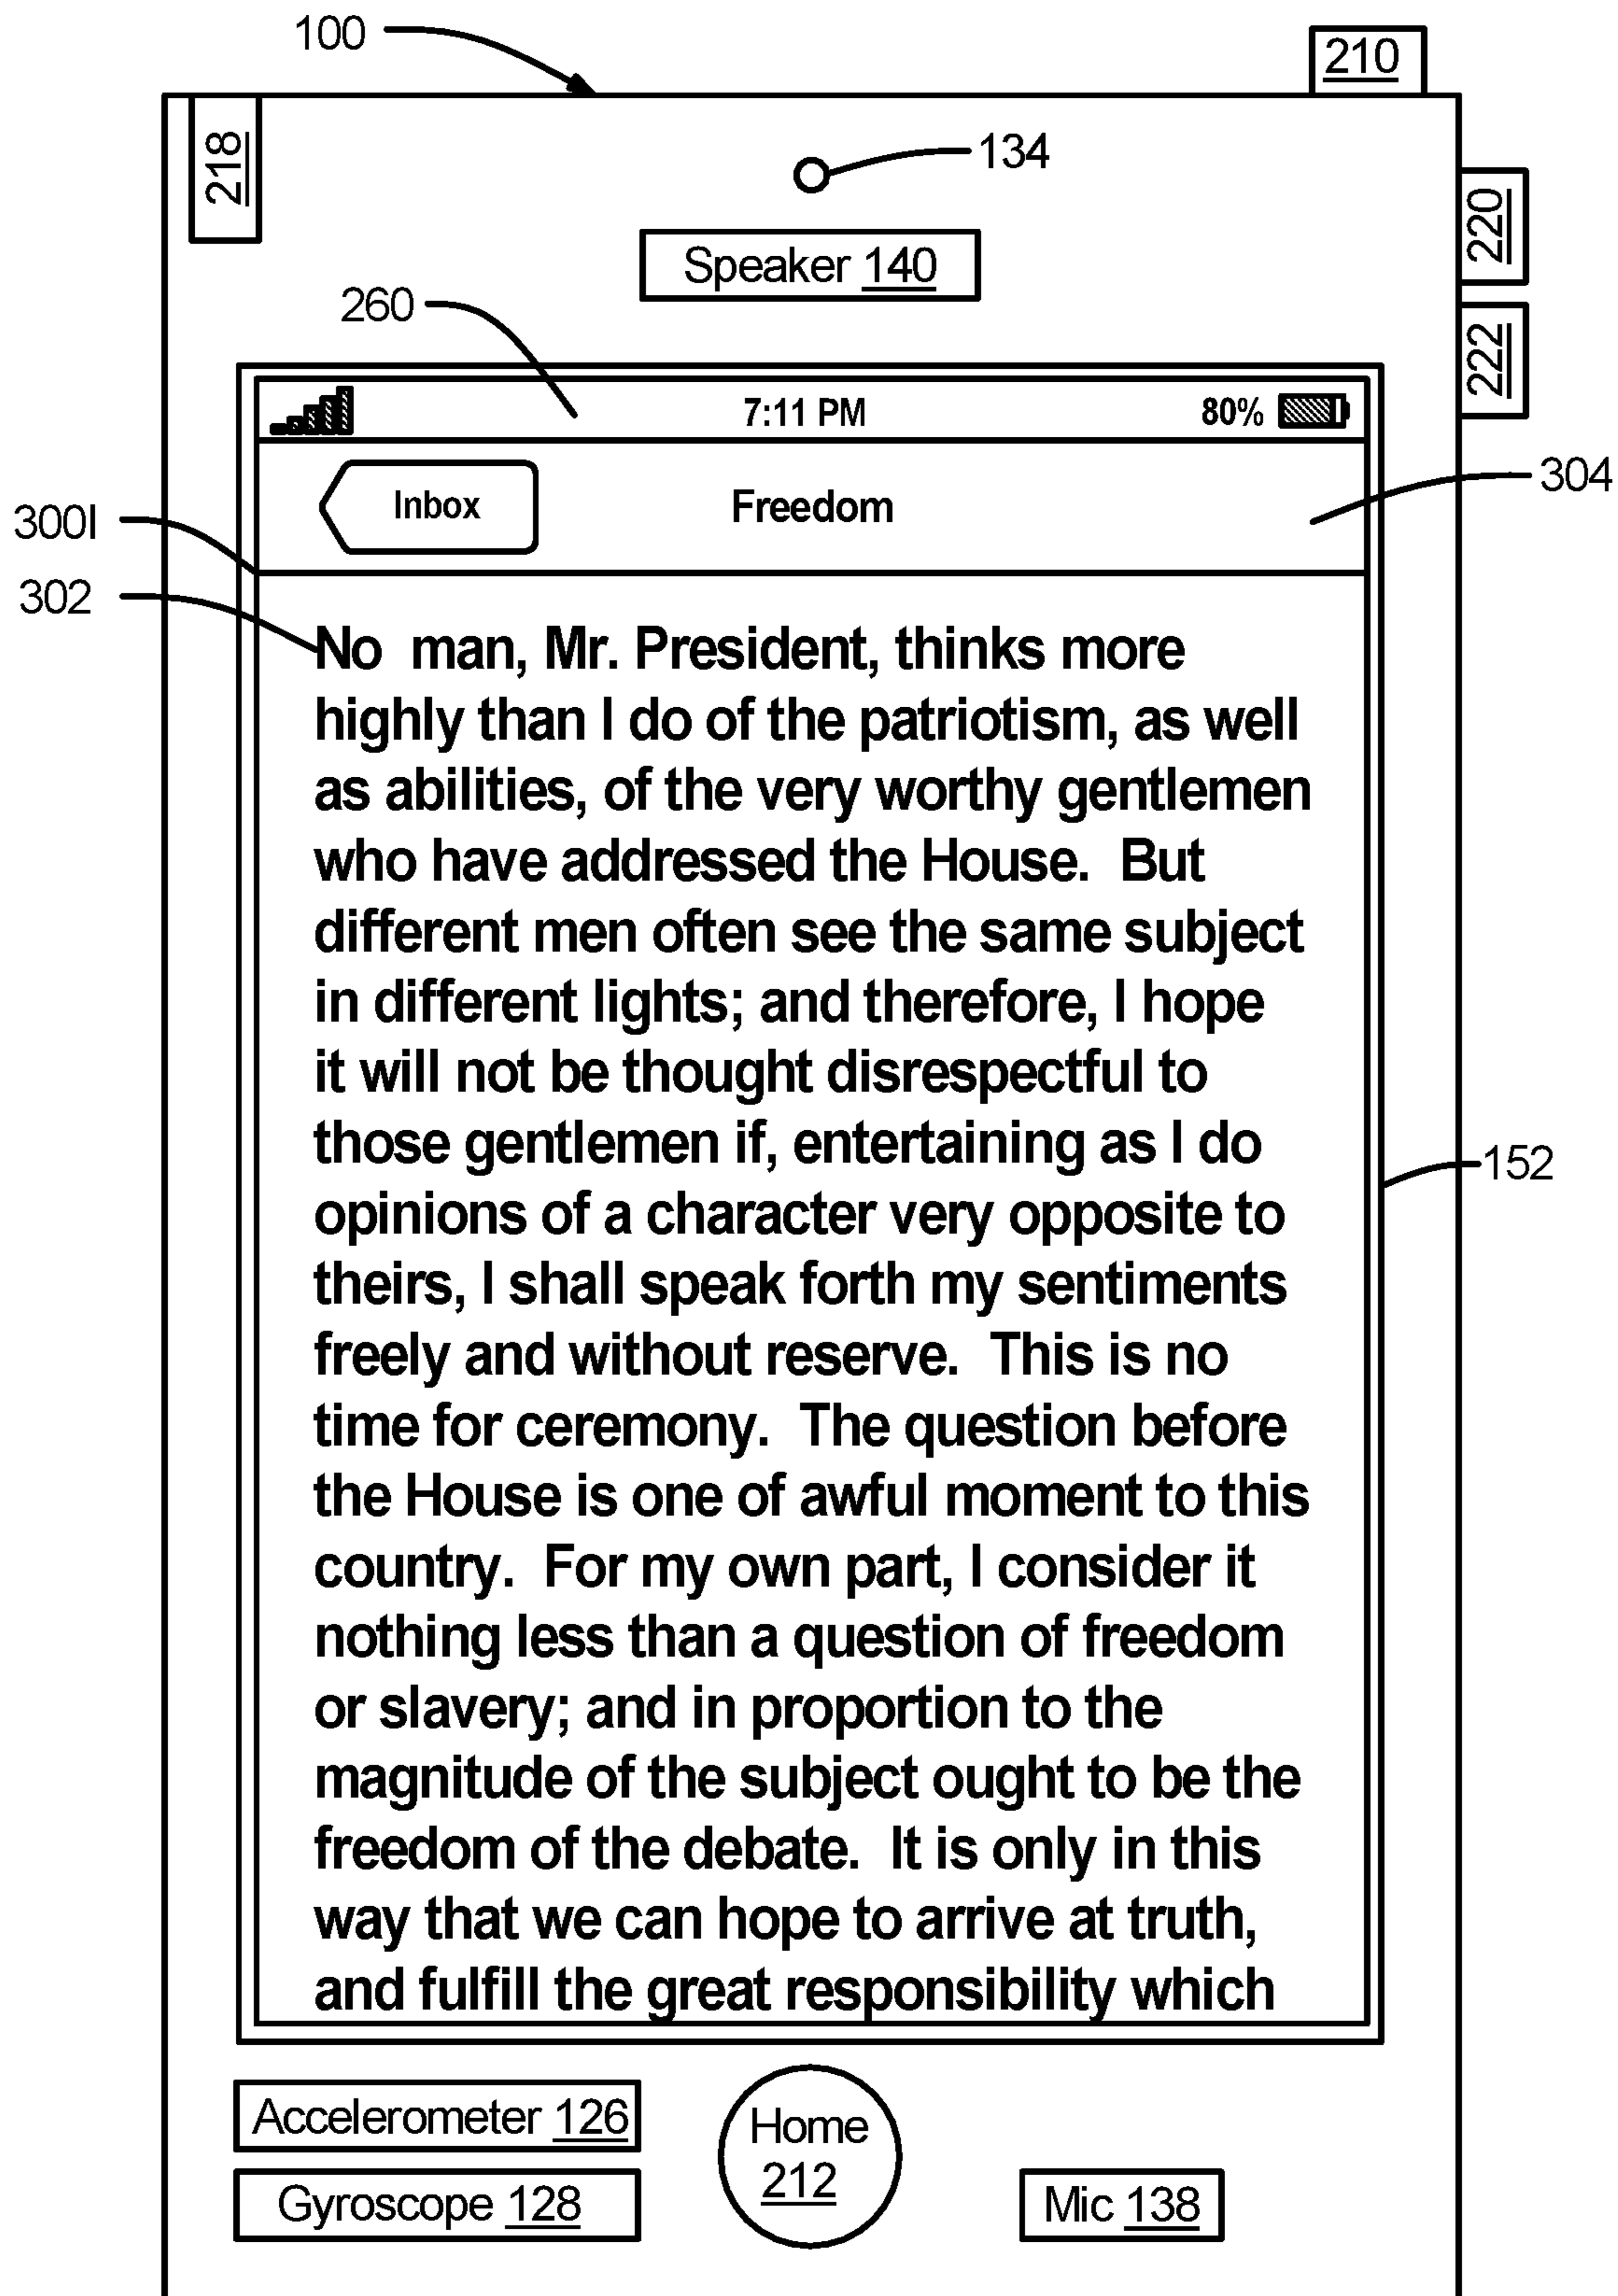 100
210
218
134
220
Speaker 140
260
222
7:11 PM
80%
304
Inbox
Freedom
300I
302
No man, Mr. President, thinks more
highly than I do of the patriotism, as well
as abilities, of the very worthy gentlemen
who have addressed the House. But
different men often see the same subject
in different lights; and therefore, I hope
it will not be thought disrespectful to
those gentlemen if, entertaining as I do
opinions of a character very opposite to
theirs, I shall speak forth my sentiments
freely and without reserve. This is no
time for ceremony. The question before
the House is one of awful moment to this
country. For my own part, I consider it
nothing less than a question of freedom
or slavery; and in proportion to the
magnitude of the subject ought to be the
freedom of the debate. It is only in this
way that we can hope to arrive at truth,
and fulfill the great responsibility which
152
Accelerometer 126
Home
212
Gyroscope 128
Mic 138